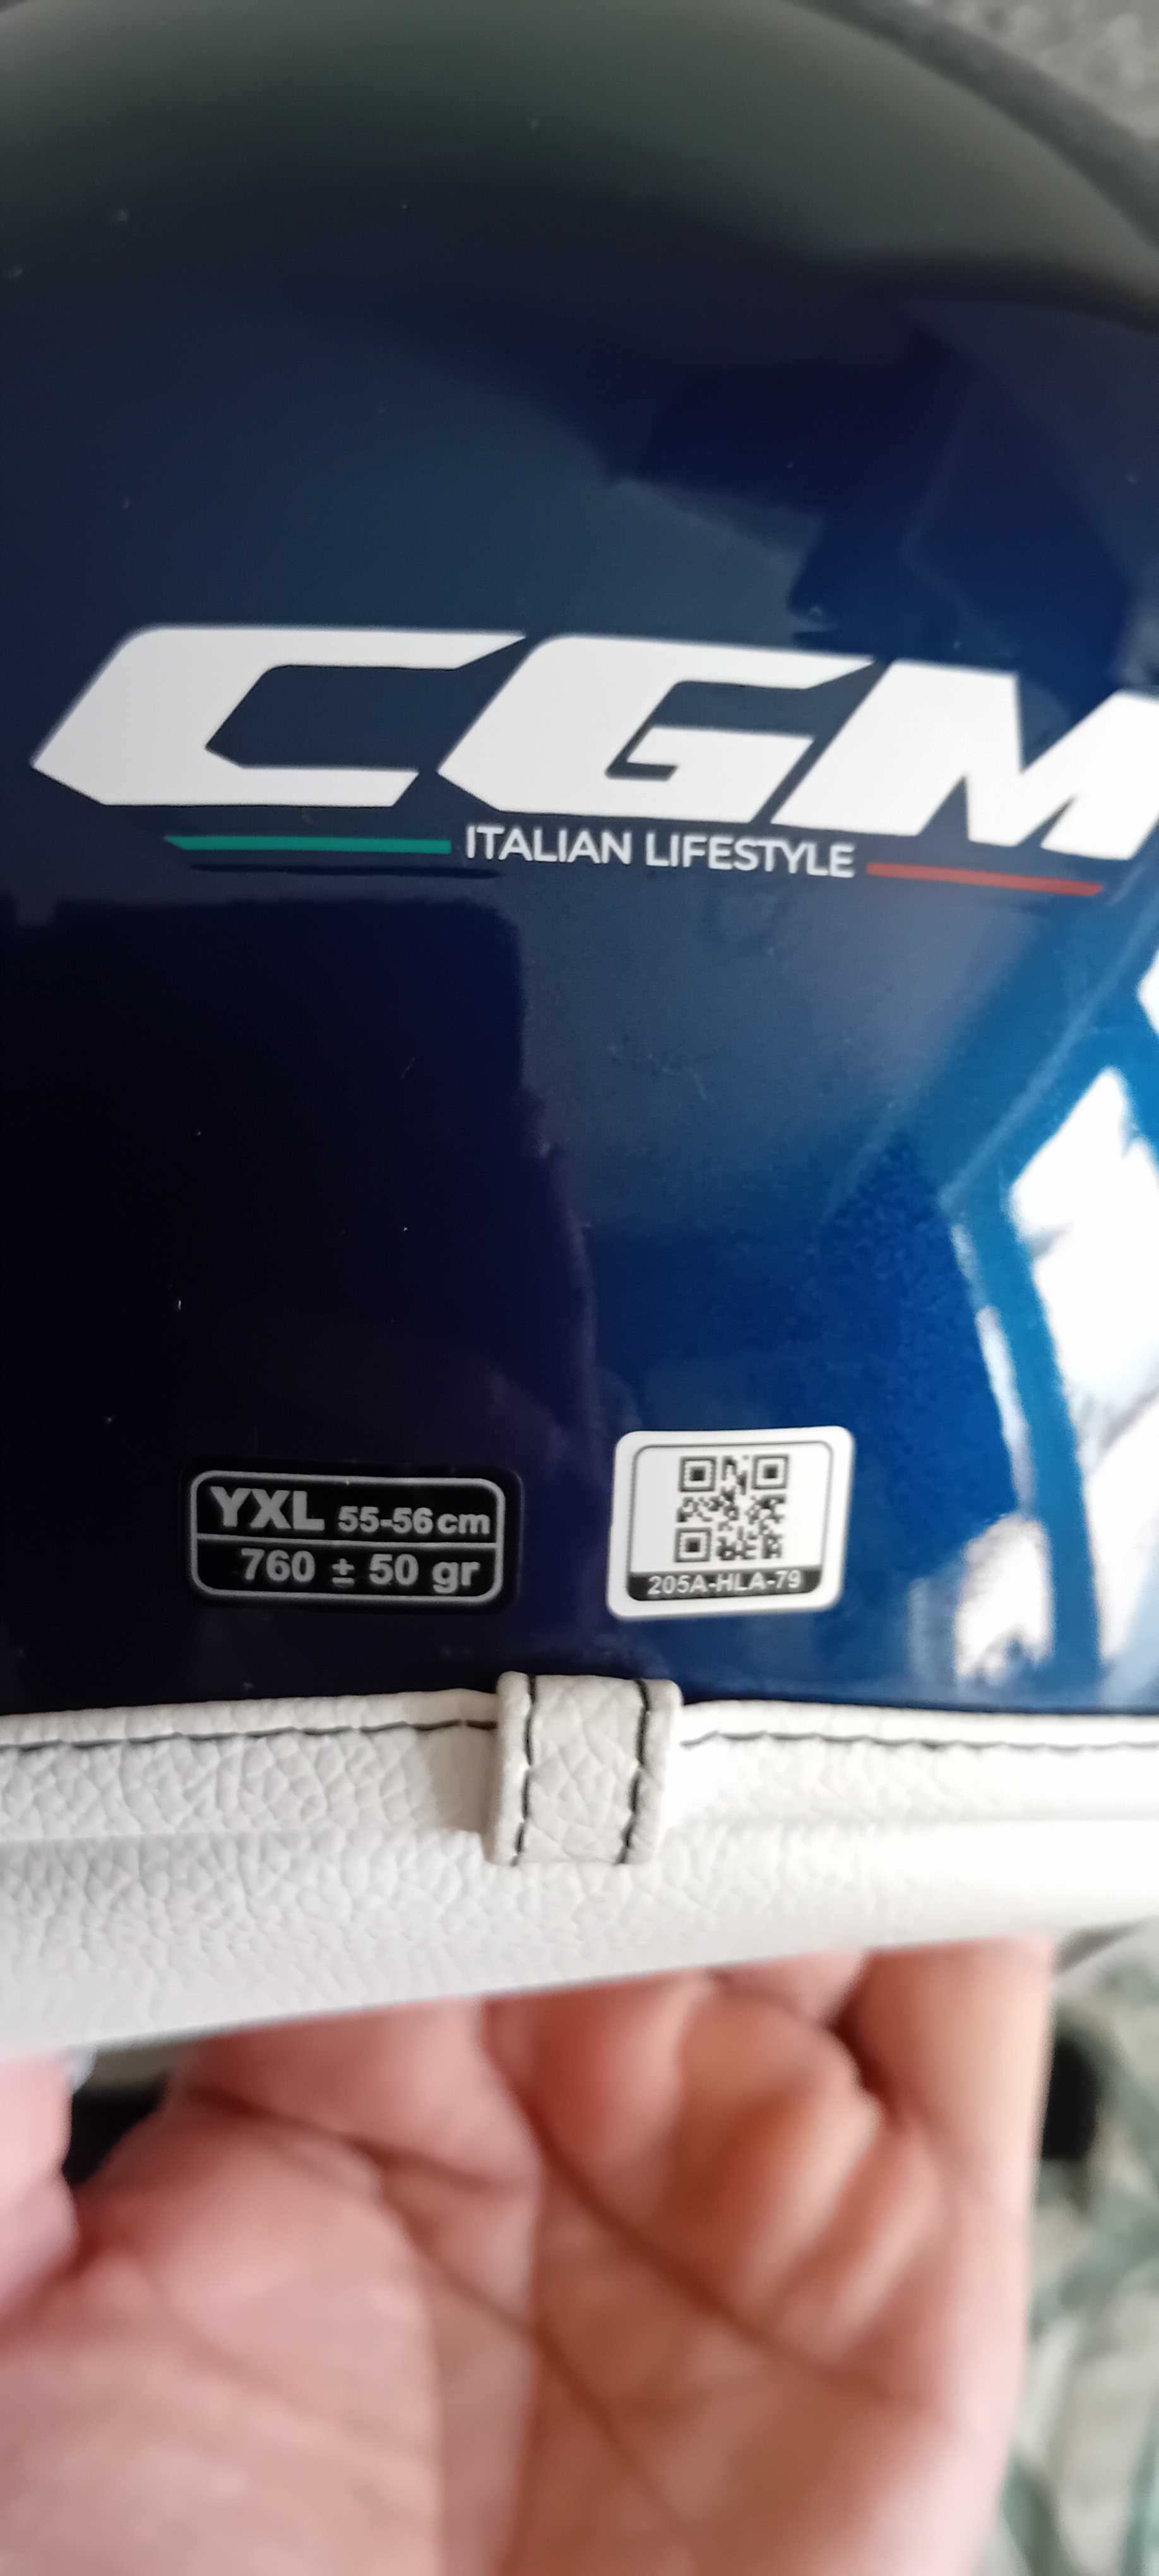 CGM
ITALIAN LIFESTYLE
YXL 55-56cm
760 ± 50 gr
205A-HLA-79